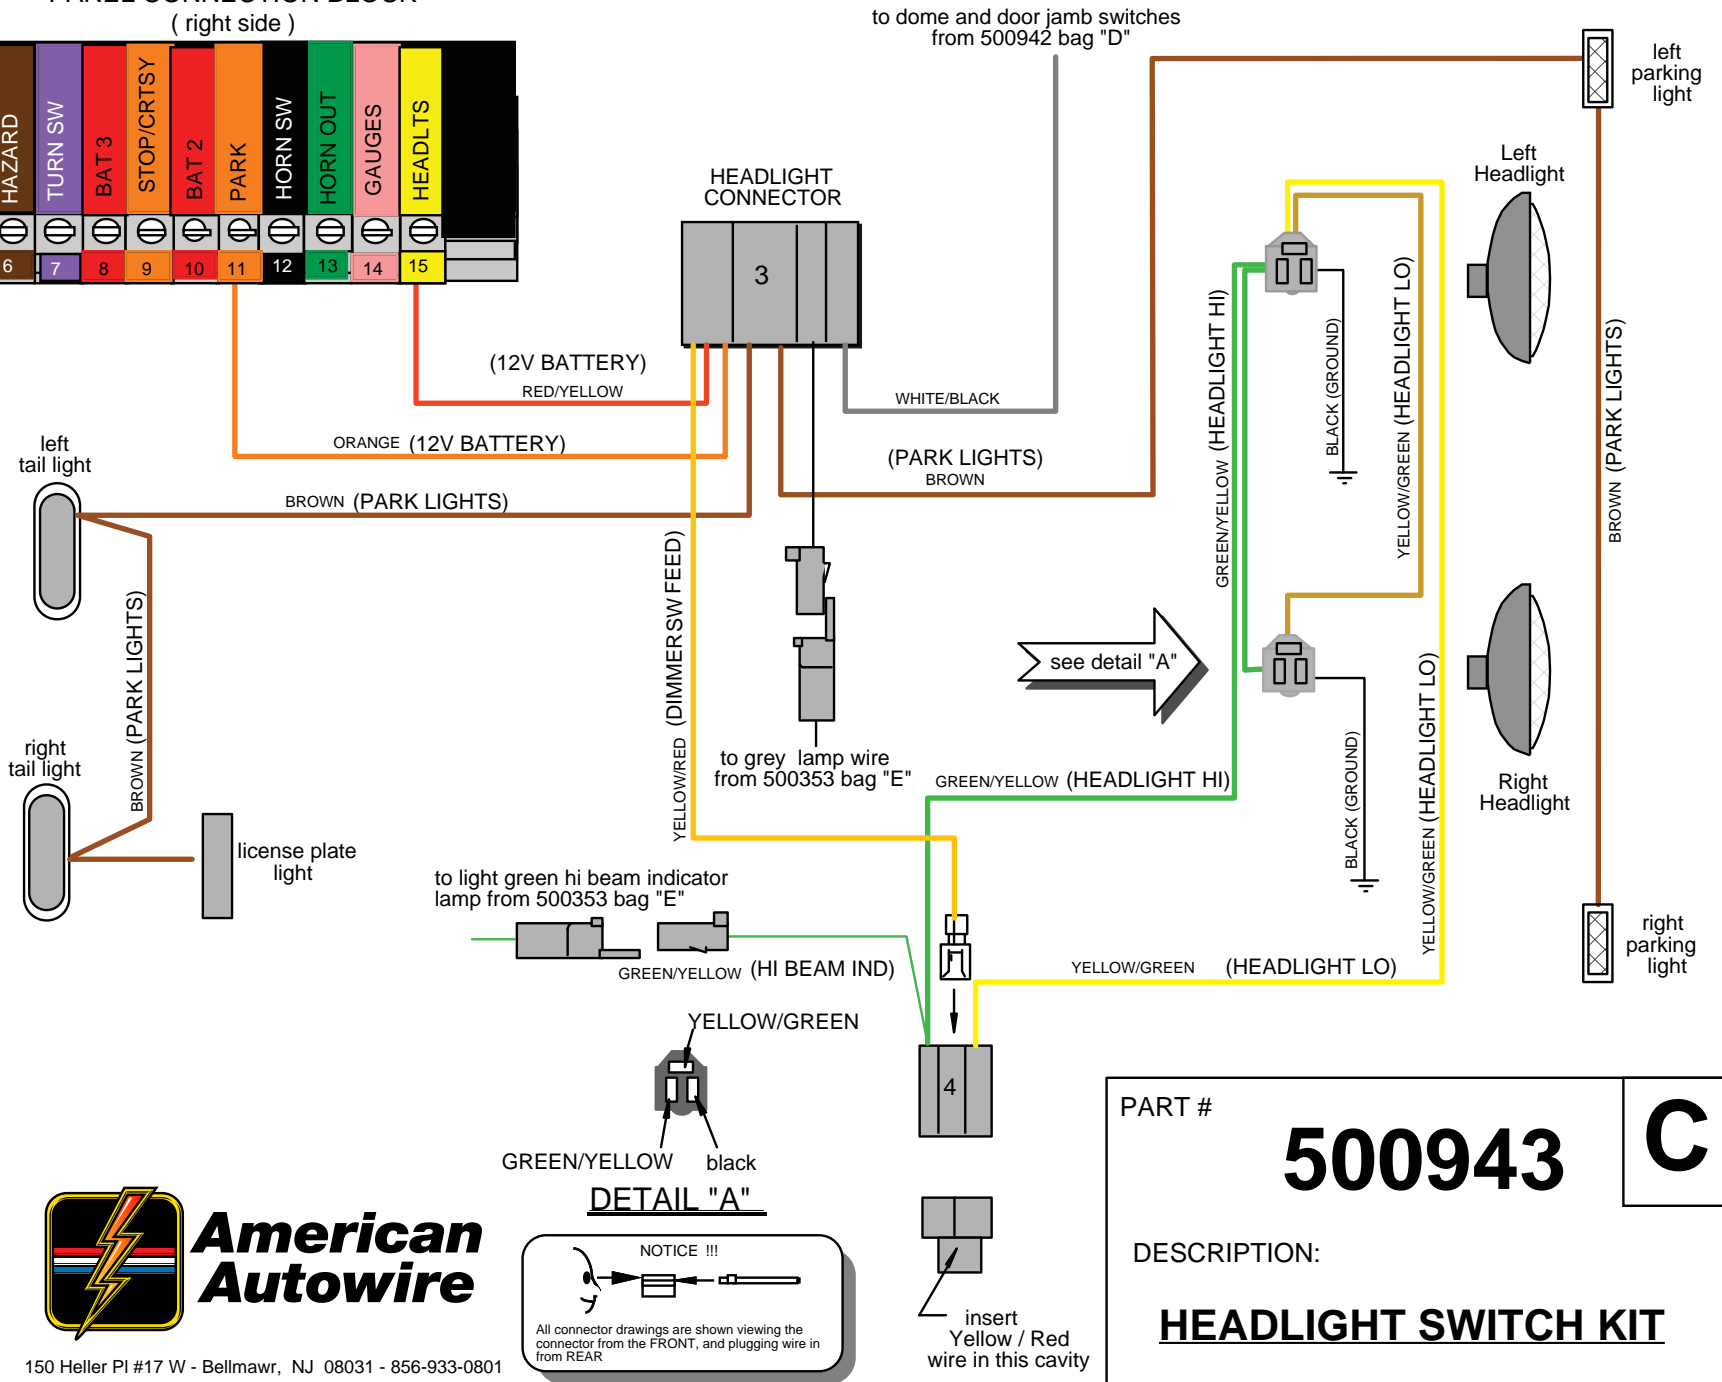 ( right side )
HAZARD
TURN SW
BAT 3
STOP/CRTSY
BAT 2
PARK
HORN SW
HORN OUT
GAUGES
HEADLTS
6
7
8
9
10
11
12
13
14
15
to dome and door jamb switches
from 500942 bag "D"
left
parking
light
HEADLIGHT
CONNECTOR
3
Left
Headlight
(12V BATTERY)
RED/YELLOW
WHITE/BLACK
ORANGE (12V BATTERY)
(PARK LIGHTS)
BROWN
BROWN (PARK LIGHTS)
left
tail light
GREEN/YELLOW (HEADLIGHT HI)
BLACK (GROUND)
YELLOW/GREEN (HEADLIGHT LO)
BROWN (PARK LIGHTS)
BROWN (PARK LIGHTS)
YELLOW/RED (DIMMER SW FEED)
see detail "A"
right
tail light
to grey lamp wire
from 500353 bag "E"
GREEN/YELLOW (HEADLIGHT HI)
BLACK (GROUND)
YELLOW/GREEN (HEADLIGHT LO)
Right
Headlight
license plate
light
to light green hi beam indicator
lamp from 500353 bag "E"
GREEN/YELLOW (HI BEAM IND)
YELLOW/GREEN (HEADLIGHT LO)
right
parking
light
YELLOW/GREEN
4
GREEN/YELLOW
black
DETAIL "A"
PART #
500943
C
DESCRIPTION:
HEADLIGHT SWITCH KIT
American
Autowire
150 Heller Pl #17 W - Bellmawr, NJ 08031 - 856-933-0801
NOTICE !!!
All connector drawings are shown viewing the
connector from the FRONT, and plugging wire in
from REAR
insert
Yellow / Red
wire in this cavity